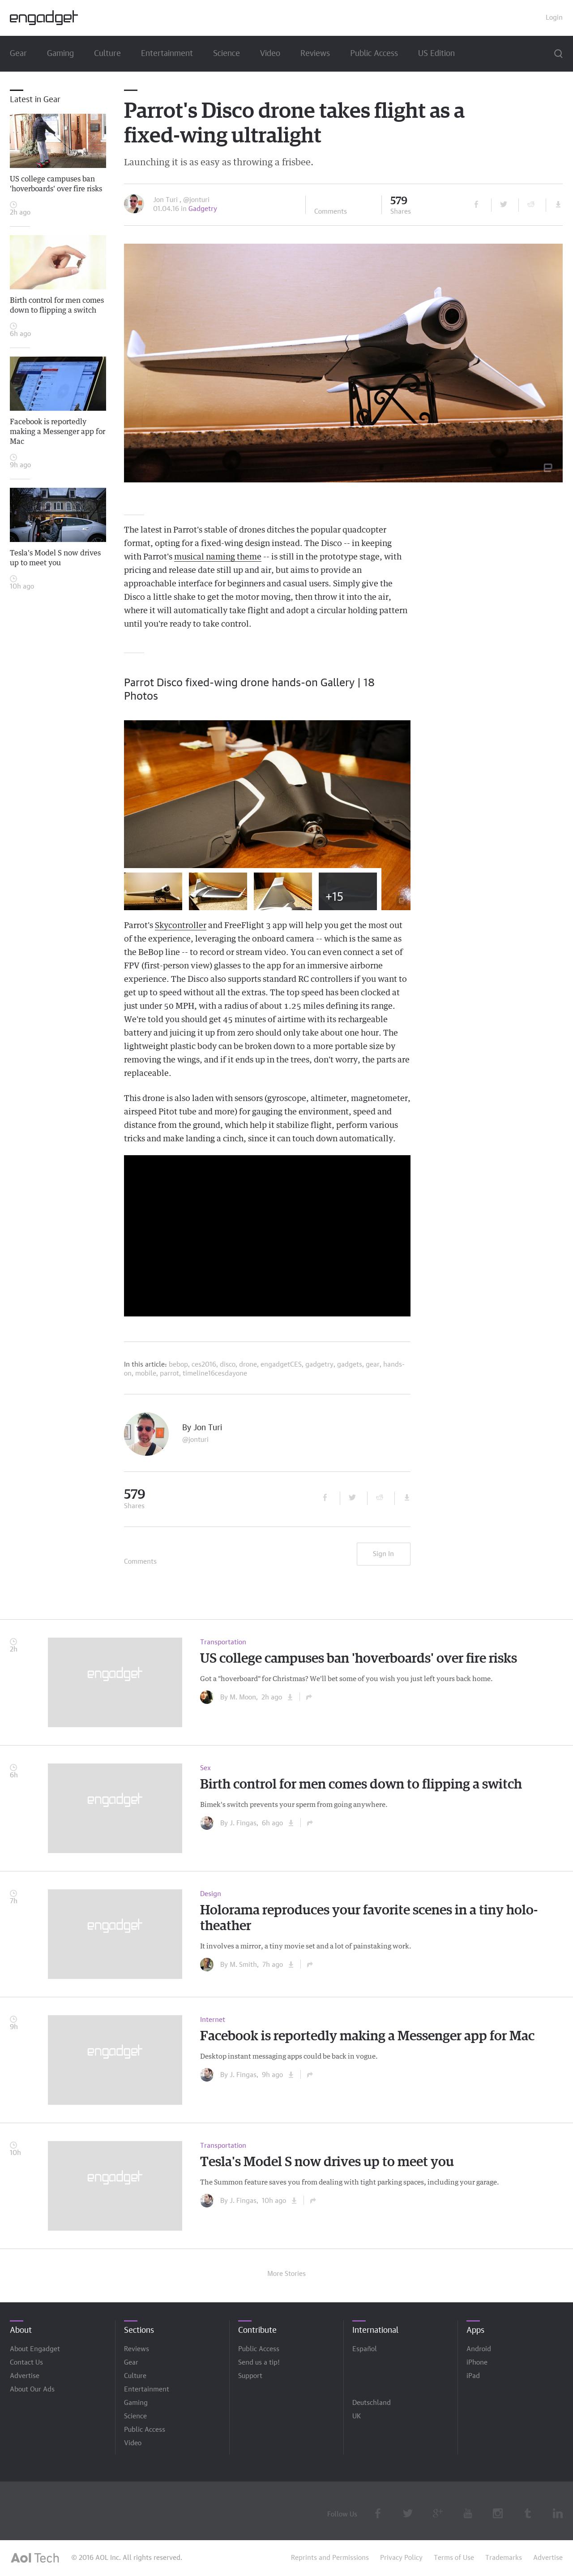 engadget
Login
Gear
Gaming
Culture
Entertainment
Science
Video
Reviews
Public Access
US Edition
Latest in Gear
US college campuses ban
'hoverboards' over fire risks
2h ago
Birth control for men comes
down to flipping a switch
6h ago
Facebook is reportedly
making a Messenger app for
Mac
9h ago
Tesla's Model S now drives
up to meet you
10h ago
Parrot's Disco drone takes flight as a
fixed-wing ultralight
Launching it is as easy as throwing a frisbee.
Jon Turi , @jonturi
01.04.16 in Gadgetry
Comments
579
Shares
The latest in Parrot's stable of drones ditches the popular quadcopter
format, opting for a fixed-wing design instead. The Disco -- in keeping
with Parrot's musical naming theme -- is still in the prototype stage, with
pricing and release date still up and air, but aims to provide an
approachable interface for beginners and casual users. Simply give the
Disco a little shake to get the motor moving, then throw it into the air,
where it will automatically take flight and adopt a circular holding pattern
until you're ready to take control.
Parrot Disco fixed-wing drone hands-on Gallery | 18
Photos
+15
Parrot's Skycontroller and FreeFlight 3 app will help you get the most out
of the experience, leveraging the onboard camera -- which is the same as
the BeBop line -- to record or stream video. You can even connect a set of
FPV (first-person view) glasses to the app for an immersive airborne
experience. The Disco also supports standard RC controllers if you want to
get up to speed without all the extras. The top speed has been clocked at
just under 50 MPH, with a radius of about 1.25 miles defining its range.
We're told you should get 45 minutes of airtime with its rechargeable
battery and juicing it up from zero should only take about one hour. The
lightweight plastic body can be broken down to a more portable size by
removing the wings, and if it ends up in the trees, don't worry, the parts are
replaceable.
This drone is also laden with sensors (gyroscope, altimeter, magnetometer,
airspeed Pitot tube and more) for gauging the environment, speed and
distance from the ground, which help it stabilize flight, perform various
tricks and make landing a cinch, since it can touch down automatically.
In this article: bebop, ces2016, disco, drone, engadgetCES, gadgetry, gadgets, gear, hands-
on, mobile, parrot, timeline16cesdayone
By Jon Turi
@jonturi
579
Shares
Comments
Sign In
2h
engadget
Transportation
US college campuses ban 'hoverboards' over fire risks
Got a "hoverboard" for Christmas? We'll bet some of you wish you just left yours back home.
By M. Moon, 2h ago
6h
engadget
Sex
Birth control for men comes down to flipping a switch
Bimek's switch prevents your sperm from going anywhere.
By J. Fingas, 6h ago
7h
engadget
Design
Holorama reproduces your favorite scenes in a tiny holo-
theather
It involves a mirror, a tiny movie set and a lot of painstaking work.
By M. Smith, 7h ago
9h
engadget
Internet
Facebook is reportedly making a Messenger app for Mac
Desktop instant messaging apps could be back in vogue.
By J. Fingas, 9h ago
10h
engadget
Transportation
Tesla's Model S now drives up to meet you
The Summon feature saves you from dealing with tight parking spaces, including your garage.
By J. Fingas, 10h ago
More Stories
About
About Engadget
Contact Us
Advertise
About Our Ads
Sections
Reviews
Gear
Culture
Entertainment
Gaming
Science
Public Access
Video
Contribute
Public Access
Send us a tip!
Support
International
Español
Deutschland
UK
Apps
Android
iPhone
iPad
Follow Us
Aol Tech
© 2016 AOL Inc. All rights reserved.
Reprints and Permissions
Privacy Policy
Terms of Use
Trademarks
Advertise